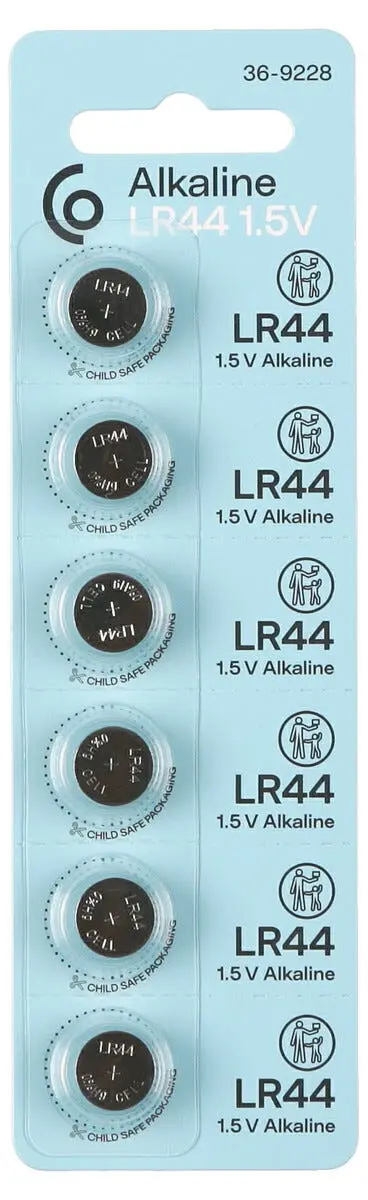 36-9228
Alkaline
LR44 1.5V
LR44
+
CELL
LR44
1.5 V Alkaline
CHILD SAFE PACKAGING
LR44
+
CELL
LR44
1.5 V Alkaline
CHILD SAFE PACKAGING
CELL
+
LR44
LR44
1.5 V Alkaline
CHILD SAFE PACKAGING
LR44
+
CELL
LR44
1.5 V Alkaline
CHILD SAFE PACKAGING
LR44
+
CELL
LR44
1.5 V Alkaline
CHILD SAFE PACKAGING
LR44
+
CELL
LR44
1.5 V Alkaline
CHILD SAFE PACKAGING